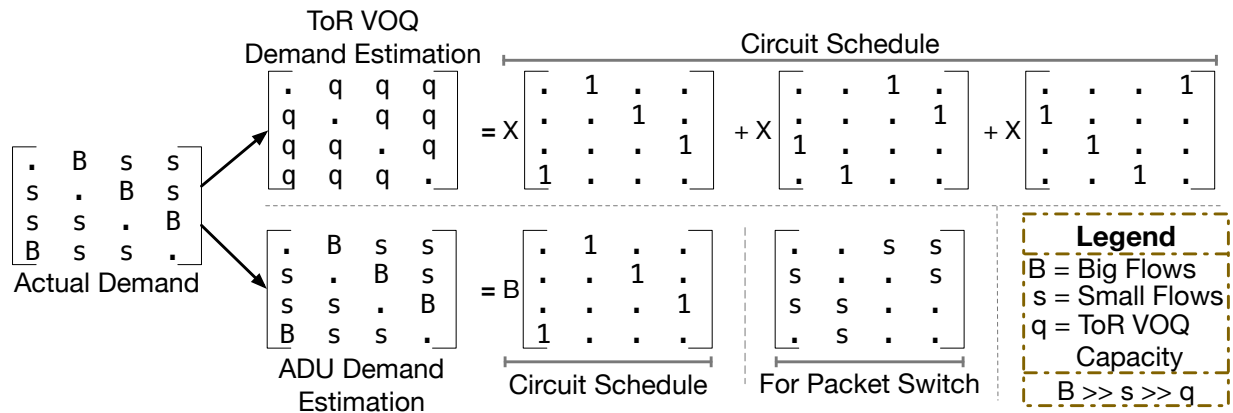 Actual Demand
. B s s
s . B s
s s . B
B s s .
ToR VOQ
Demand Estimation
. q q q
q . q q
q q . q
q q q .
Circuit Schedule
= X
. 1 . .
. . 1 .
. . . 1
1 . . .
+ X
. . 1 .
. . . 1
1 . . .
. 1 . .
+ X
. . . 1
1 . . .
. 1 . .
. . 1 .
. B s s
s . B s
s s . B
B s s .
ADU Demand
Estimation
= B
. 1 . .
. . 1 .
. . . 1
1 . . .
Circuit Schedule
. . s s
s . . s
s s . .
. s . .
For Packet Switch
Legend
B = Big Flows
s = Small Flows
q = ToR VOQ
Capacity
B >> s >> q